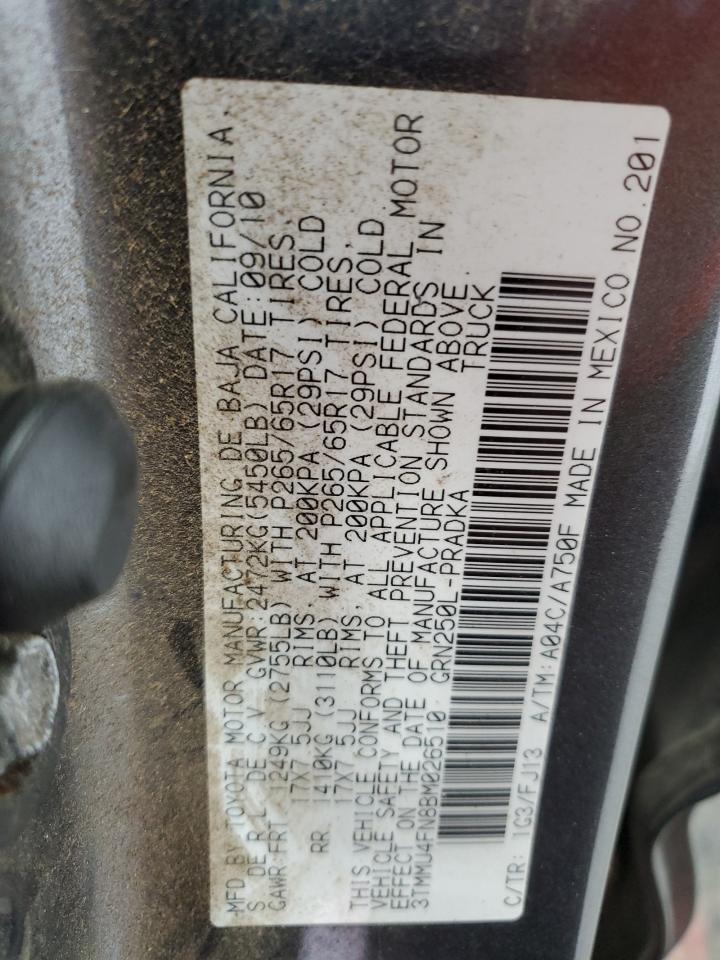 MFD BY TOYOTA MOTOR MANUFACTURING DE BAJA CALIFORNIA,
S DE R L DE C V GVWR:2472KG(5450LB) DATE:09/10
GAWR:FRT 1249KG (2755LB) WITH P265/65R17 TIRES,
17X7 5JJ RIMS, AT 200KPA (29PSI) COLD
RR 1410KG (3110LB) WITH P265/65R17 TIRES,
17X7 5JJ RIMS, AT 200KPA (29PSI) COLD
THIS VEHICLE CONFORMS TO ALL APPLICABLE FEDERAL MOTOR
VEHICLE SAFETY AND THEFT PREVENTION STANDARDS IN
EFFECT ON THE DATE OF MANUFACTURE SHOWN ABOVE.
3TMMU4FN8BM026510 GRN250L-PRADKA TRUCK
C/TR: 1G3/FJ13 A/TM:A04C/A750F MADE IN MEXICO NO.201